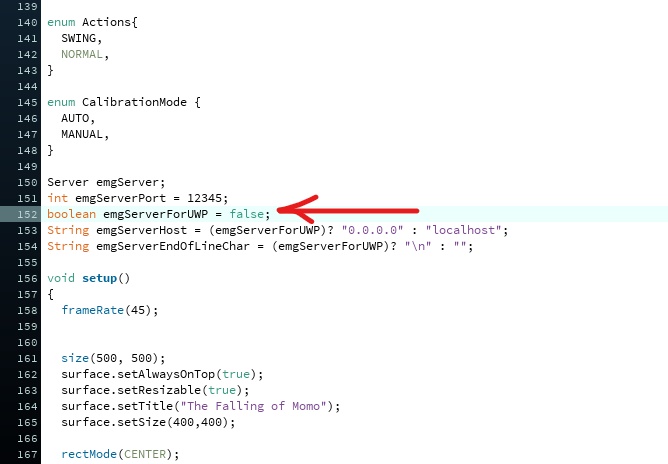 139
140 enum Actions{
141 SWING,
142 NORMAL,
143 }
144
145 enum CalibrationMode {
146 AUTO,
147 MANUAL,
148 }
149
150 Server emgServer;
151 int emgServerPort = 12345;
152 boolean emgServerForUWP = false;
153 String emgServerHost = (emgServerForUWP)? "0.0.0.0" : "localhost";
154 String emgServerEndOfLineChar = (emgServerForUWP)? "\n" : "";
155
156 void setup()
157 {
158 frameRate(45);
159
160
161 size(500, 500);
162 surface.setAlwaysOnTop(true);
163 surface.setResizable(true);
164 surface.setTitle("The Falling of Momo");
165 surface.setSize(400,400);
166
167 rectMode(CENTER);